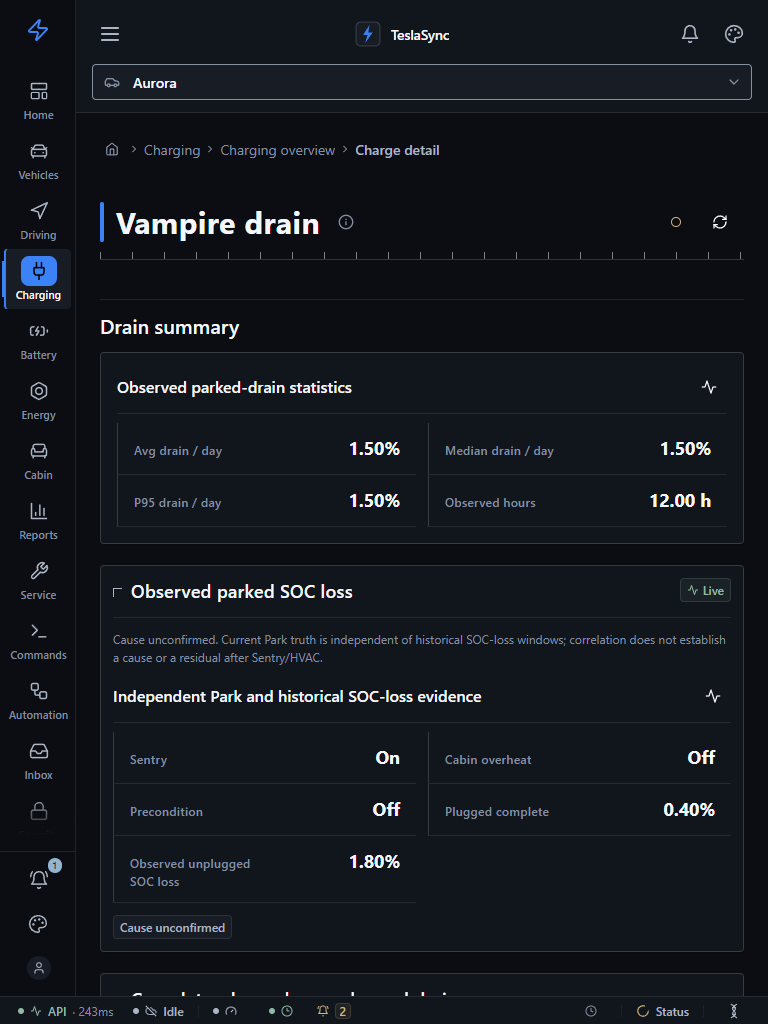 TeslaSync
Aurora
Home
Vehicles
Driving
Charging
Battery
Energy
Cabin
Reports
Service
Commands
Automation
Inbox
1
Charging
Charging overview
Charge detail
Vampire drain
Drain summary
Observed parked-drain statistics
Avg drain / day 1.50%
Median drain / day 1.50%
P95 drain / day 1.50%
Observed hours 12.00 h
Observed parked SOC loss
Live
Cause unconfirmed. Current Park truth is independent of historical SOC-loss windows; correlation does not establish
a cause or a residual after Sentry/HVAC.
Independent Park and historical SOC-loss evidence
Sentry On
Cabin overheat Off
Precondition Off
Plugged complete 0.40%
Observed unplugged 1.80%
SOC loss
Cause unconfirmed
API · 243ms
Idle
2
Status